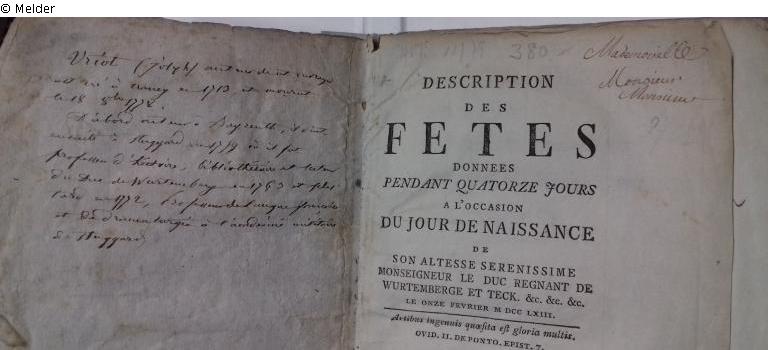 © Melder
Uriot (Joseph) auteur de cet ouvrage
est né à Nancy en 1713 et mourut
le 18 8bre 1772
D'abord acteur à Bayreuth, il vint
ensuite à Stuggard en 1759 où il fut
professeur d'histoire, bibliothécaire et lecteur
du Duc de Wurtemberg en 1763 et plus
tard en 1772, Professeur de langue française
et de dramaturgie à l'académie militaire
de Stuggard
380
Mademoiselle
Monsieur
Monsieur
DESCRIPTION
DES
FETES
DONNEES
PENDANT QUATORZE JOURS
A L'OCCASION
DU JOUR DE NAISSANCE
DE
SON ALTESSE SERENISSIME
MONSEIGNEUR LE DUC REGNANT DE
WURTEMBERGE ET TECK. &c. &c. &c.
LE ONZE FEVRIER M DCC LXIII.
Artibus ingenuis quæsita est gloria multis.
OVID. II. DE PONTO. EPIST. 7.